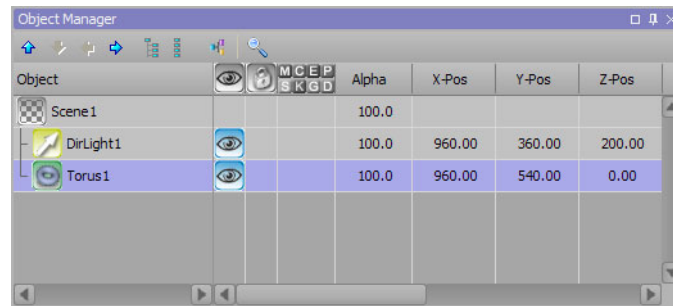 Object Manager
Object M C E P S K G D Alpha X-Pos Y-Pos Z-Pos
Scene1 100.0
DirLight1 100.0 960.00 360.00 200.00
Torus1 100.0 960.00 540.00 0.00